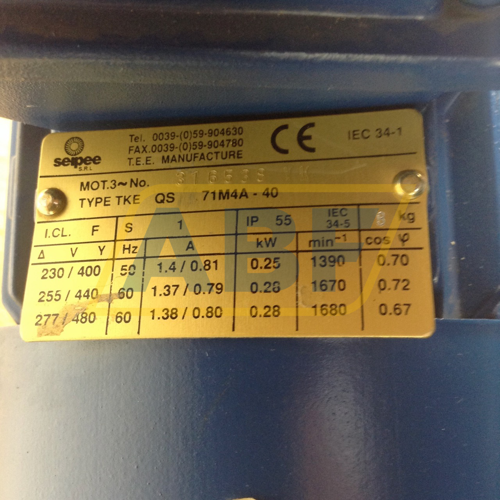 seipee
S.R.L.
Tel. 0039-(0)59-904630
FAX.0039-(0)59-904780
T.E.E. MANUFACTURE
CE
IEC 34-1
MOT.3~No.
TYPE TKE QS 71M4A - 40
I.CL. F S 1 IP 55 IEC 34-5 kg
Δ V Y Hz A kW min⁻¹ cos φ
230 / 400 50 1.4 / 0.81 0.25 1390 0.70
255 / 440 60 1.37 / 0.79 0.28 1670 0.72
277 / 480 60 1.38 / 0.80 0.28 1680 0.67
ABF